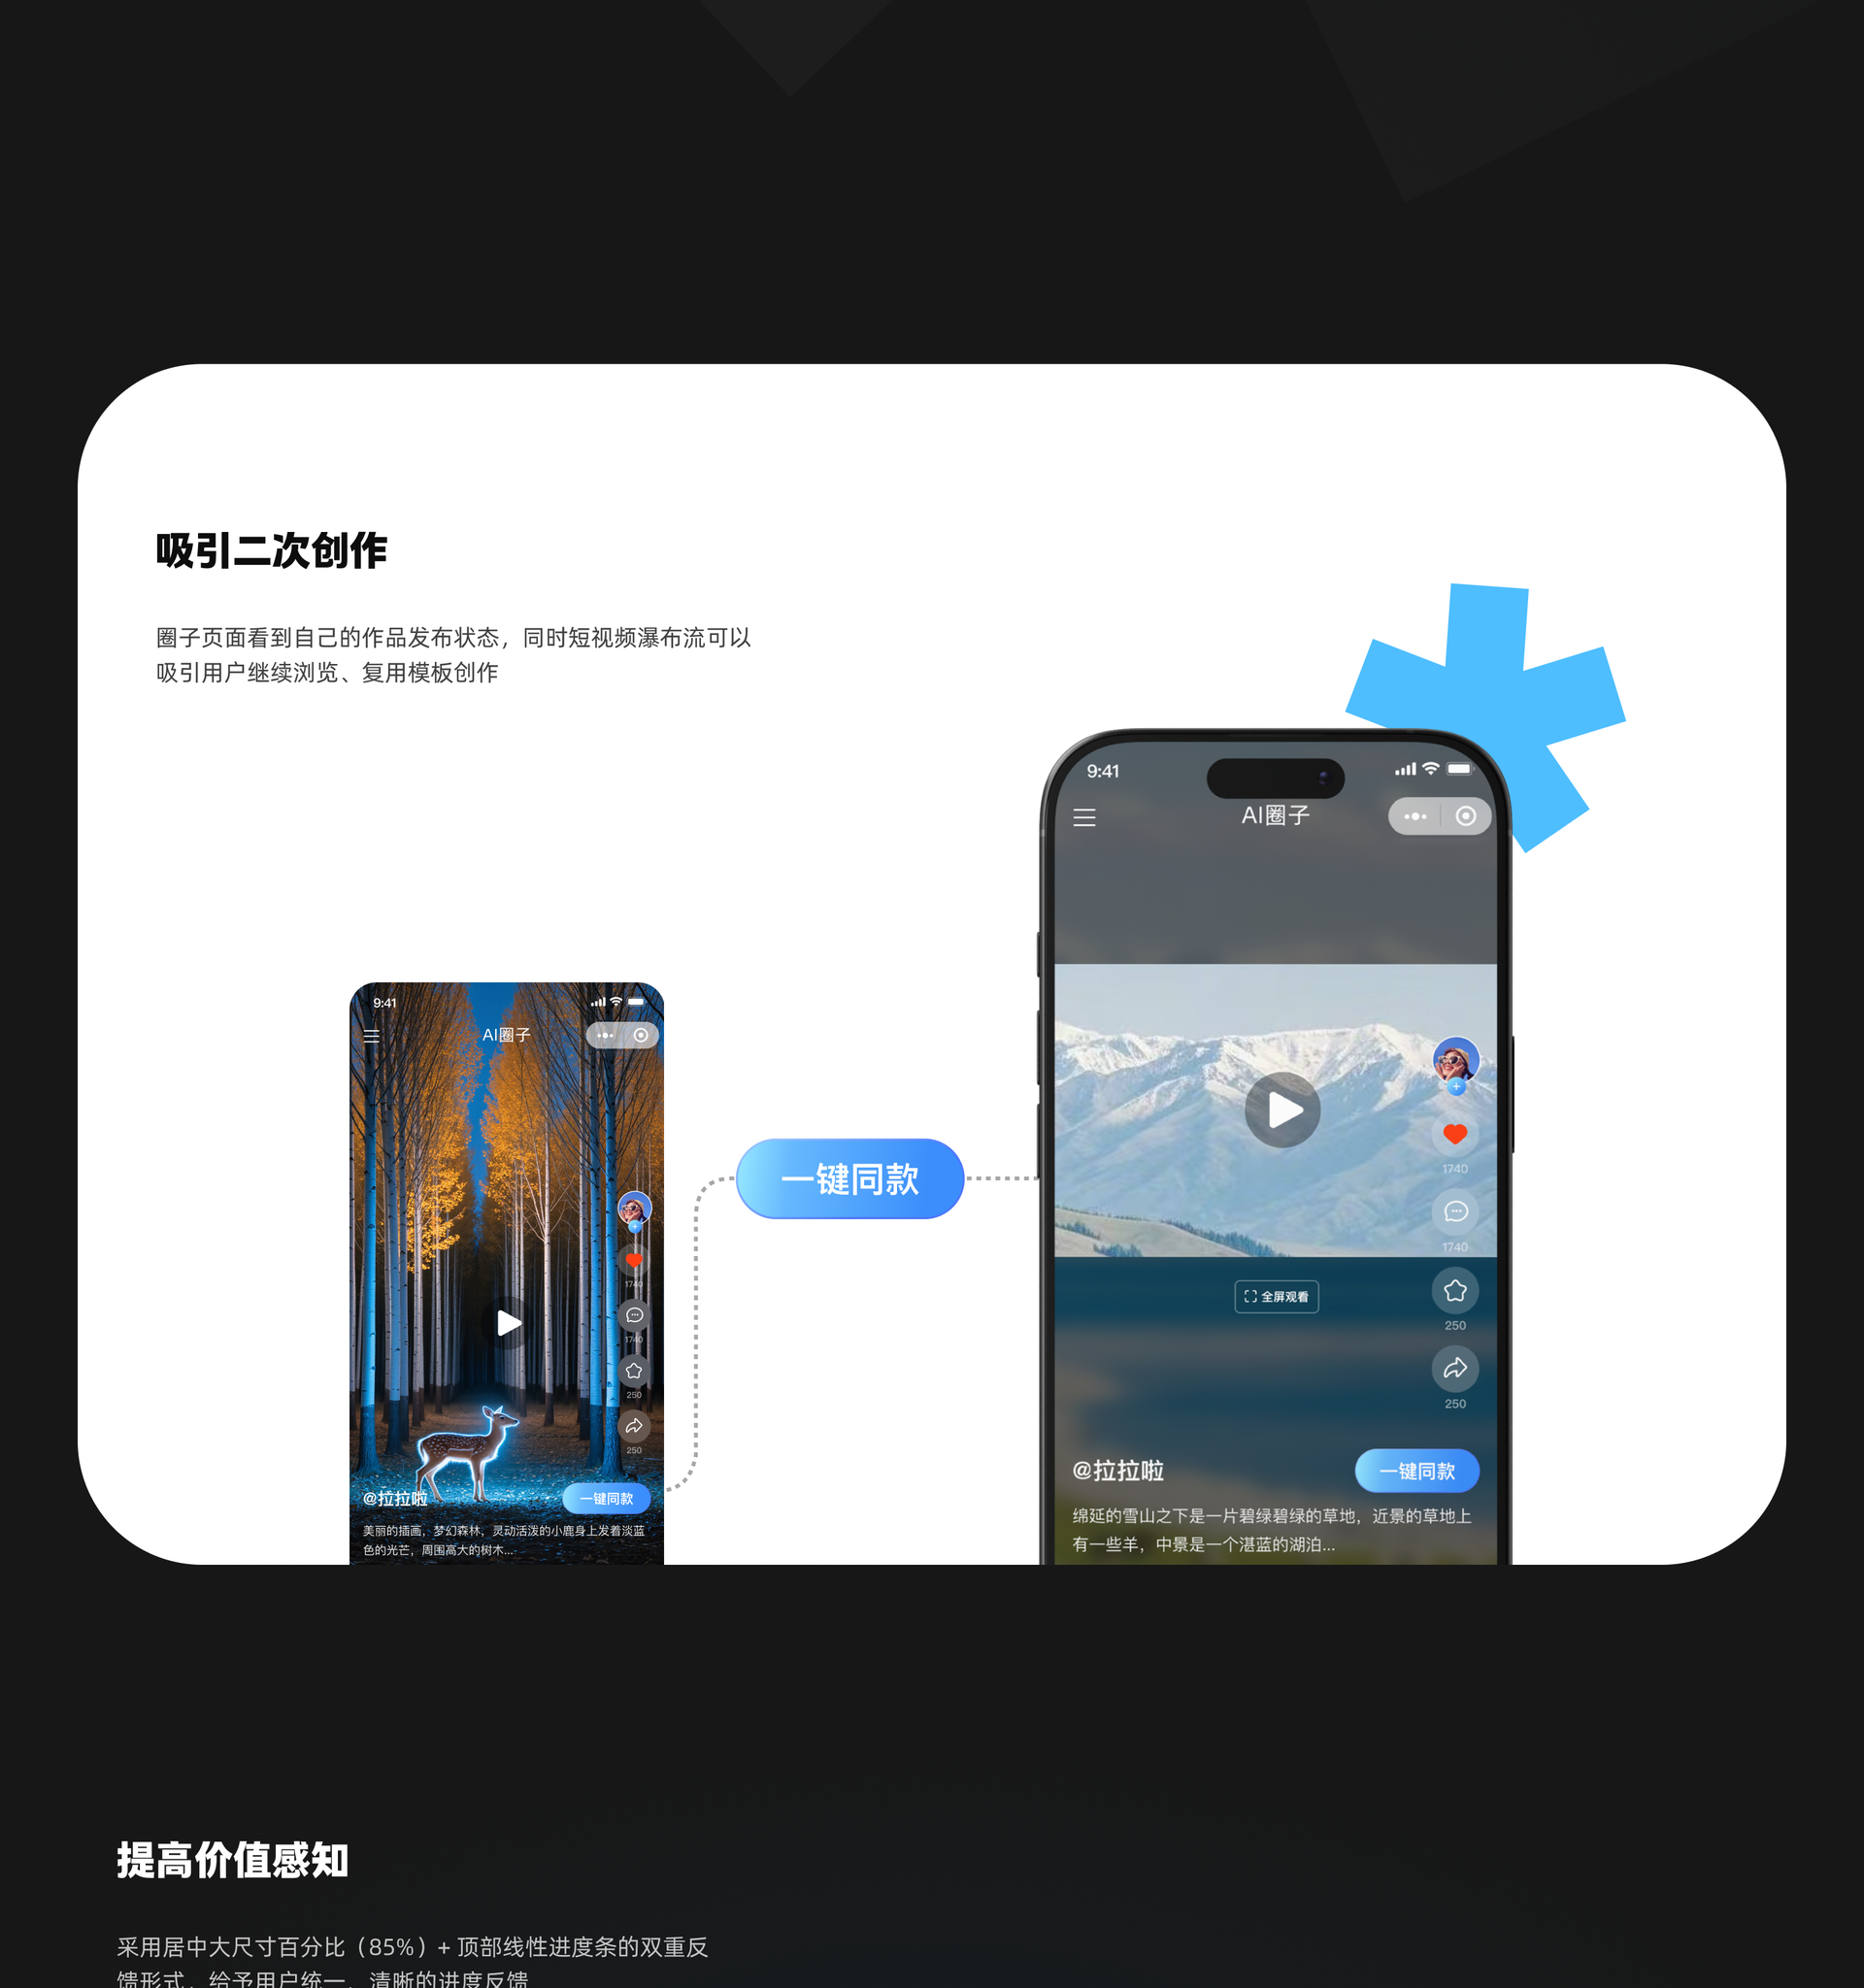 吸引二次创作
圈子页面看到自己的作品发布状态，同时短视频瀑布流可以
吸引用户继续浏览、复用模板创作
9:41
AI圈子
1740
1740
250
250
@拉拉啦
一键同款
美丽的插画，梦幻森林，灵动活泼的小鹿身上发着淡蓝
色的光芒，周围高大的树木...
一键同款
9:41
AI圈子
1740
1740
全屏观看
250
250
@拉拉啦
一键同款
绵延的雪山之下是一片碧绿碧绿的草地，近景的草地上
有一些羊，中景是一个湛蓝的湖泊...
提高价值感知
采用居中大尺寸百分比（85%）+ 顶部线性进度条的双重反
馈形式，给予用户统一、清晰的进度反馈